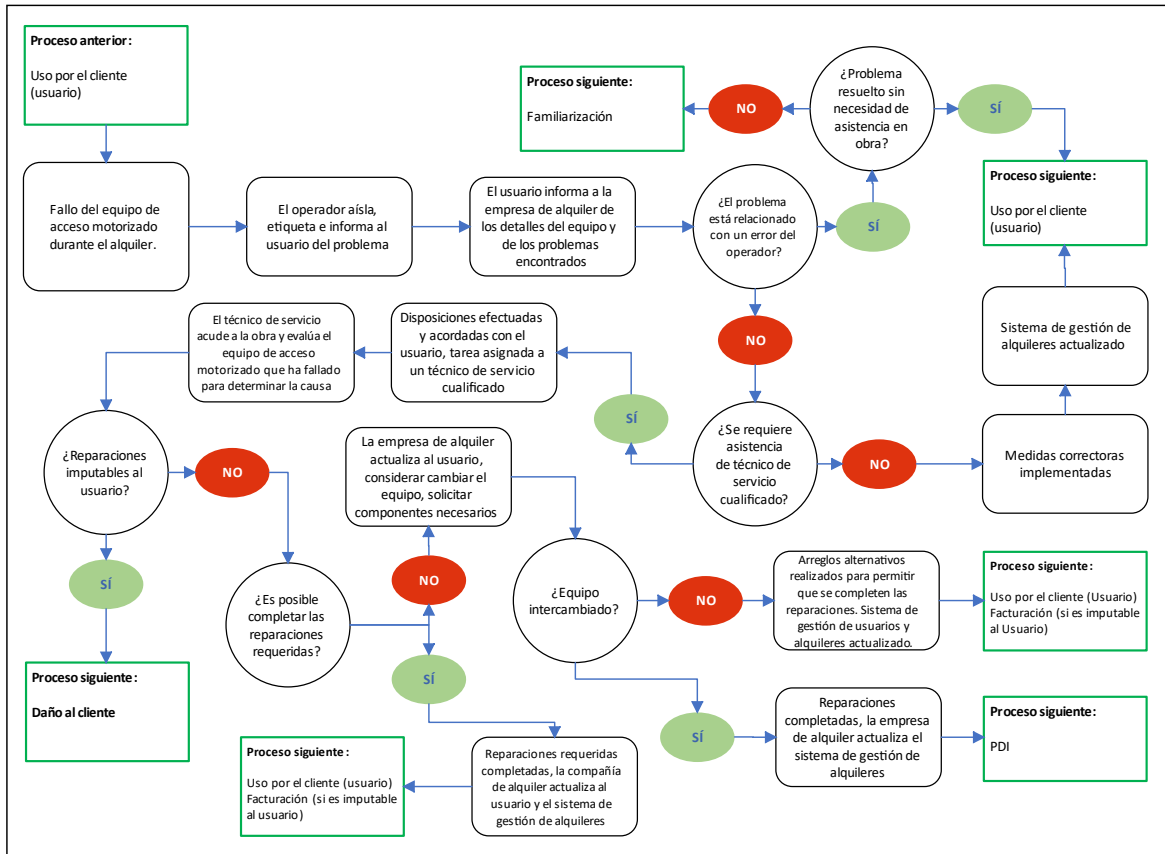 Proceso anterior:
Uso por el cliente
(usuario)
Fallo del equipo de
acceso motorizado
durante el alquiler.
El operador aísla,
etiqueta e informa al
usuario del problema
El usuario informa a la
empresa de alquiler de
los detalles del equipo y
de los problemas
encontrados
¿El problema
está relacionado
con un error del
operador?
SÍ
¿Problema
resuelto sin
necesidad de
asistencia en
obra?
NO
Proceso siguiente:
Familiarización
SÍ
Proceso siguiente:
Uso por el cliente
(usuario)
NO
¿Se requiere
asistencia
de técnico de
servicio
cualificado?
NO
Medidas correctoras
implementadas
Sistema de gestión de
alquileres actualizado
SÍ
Disposiciones efectuadas
y acordadas con el
usuario, tarea asignada a
un técnico de servicio
cualificado
El técnico de servicio
acude a la obra y evalúa el
equipo de acceso
motorizado que ha fallado
para determinar la causa
¿Reparaciones
imputables al
usuario?
SÍ
Proceso siguiente:
Daño al cliente
NO
¿Es posible
completar las
reparaciones
requeridas?
NO
La empresa de alquiler
actualiza al usuario,
considerar cambiar el
equipo, solicitar
componentes necesarios
SÍ
Reparaciones requeridas
completadas, la compañía
de alquiler actualiza al
usuario y el sistema de
gestión de alquileres
Proceso siguiente:
Uso por el cliente (usuario)
Facturación (si es imputable
al usuario)
¿Equipo
intercambiado?
NO
Arreglos alternativos
realizados para permitir
que se completen las
reparaciones. Sistema de
gestión de usuarios y
alquileres actualizado.
Proceso siguiente:
Uso por el cliente (Usuario)
Facturación (si es imputable
al Usuario)
SÍ
Reparaciones
completadas, la empresa
de alquiler actualiza el
sistema de gestión de
alquileres
Proceso siguiente:
PDI